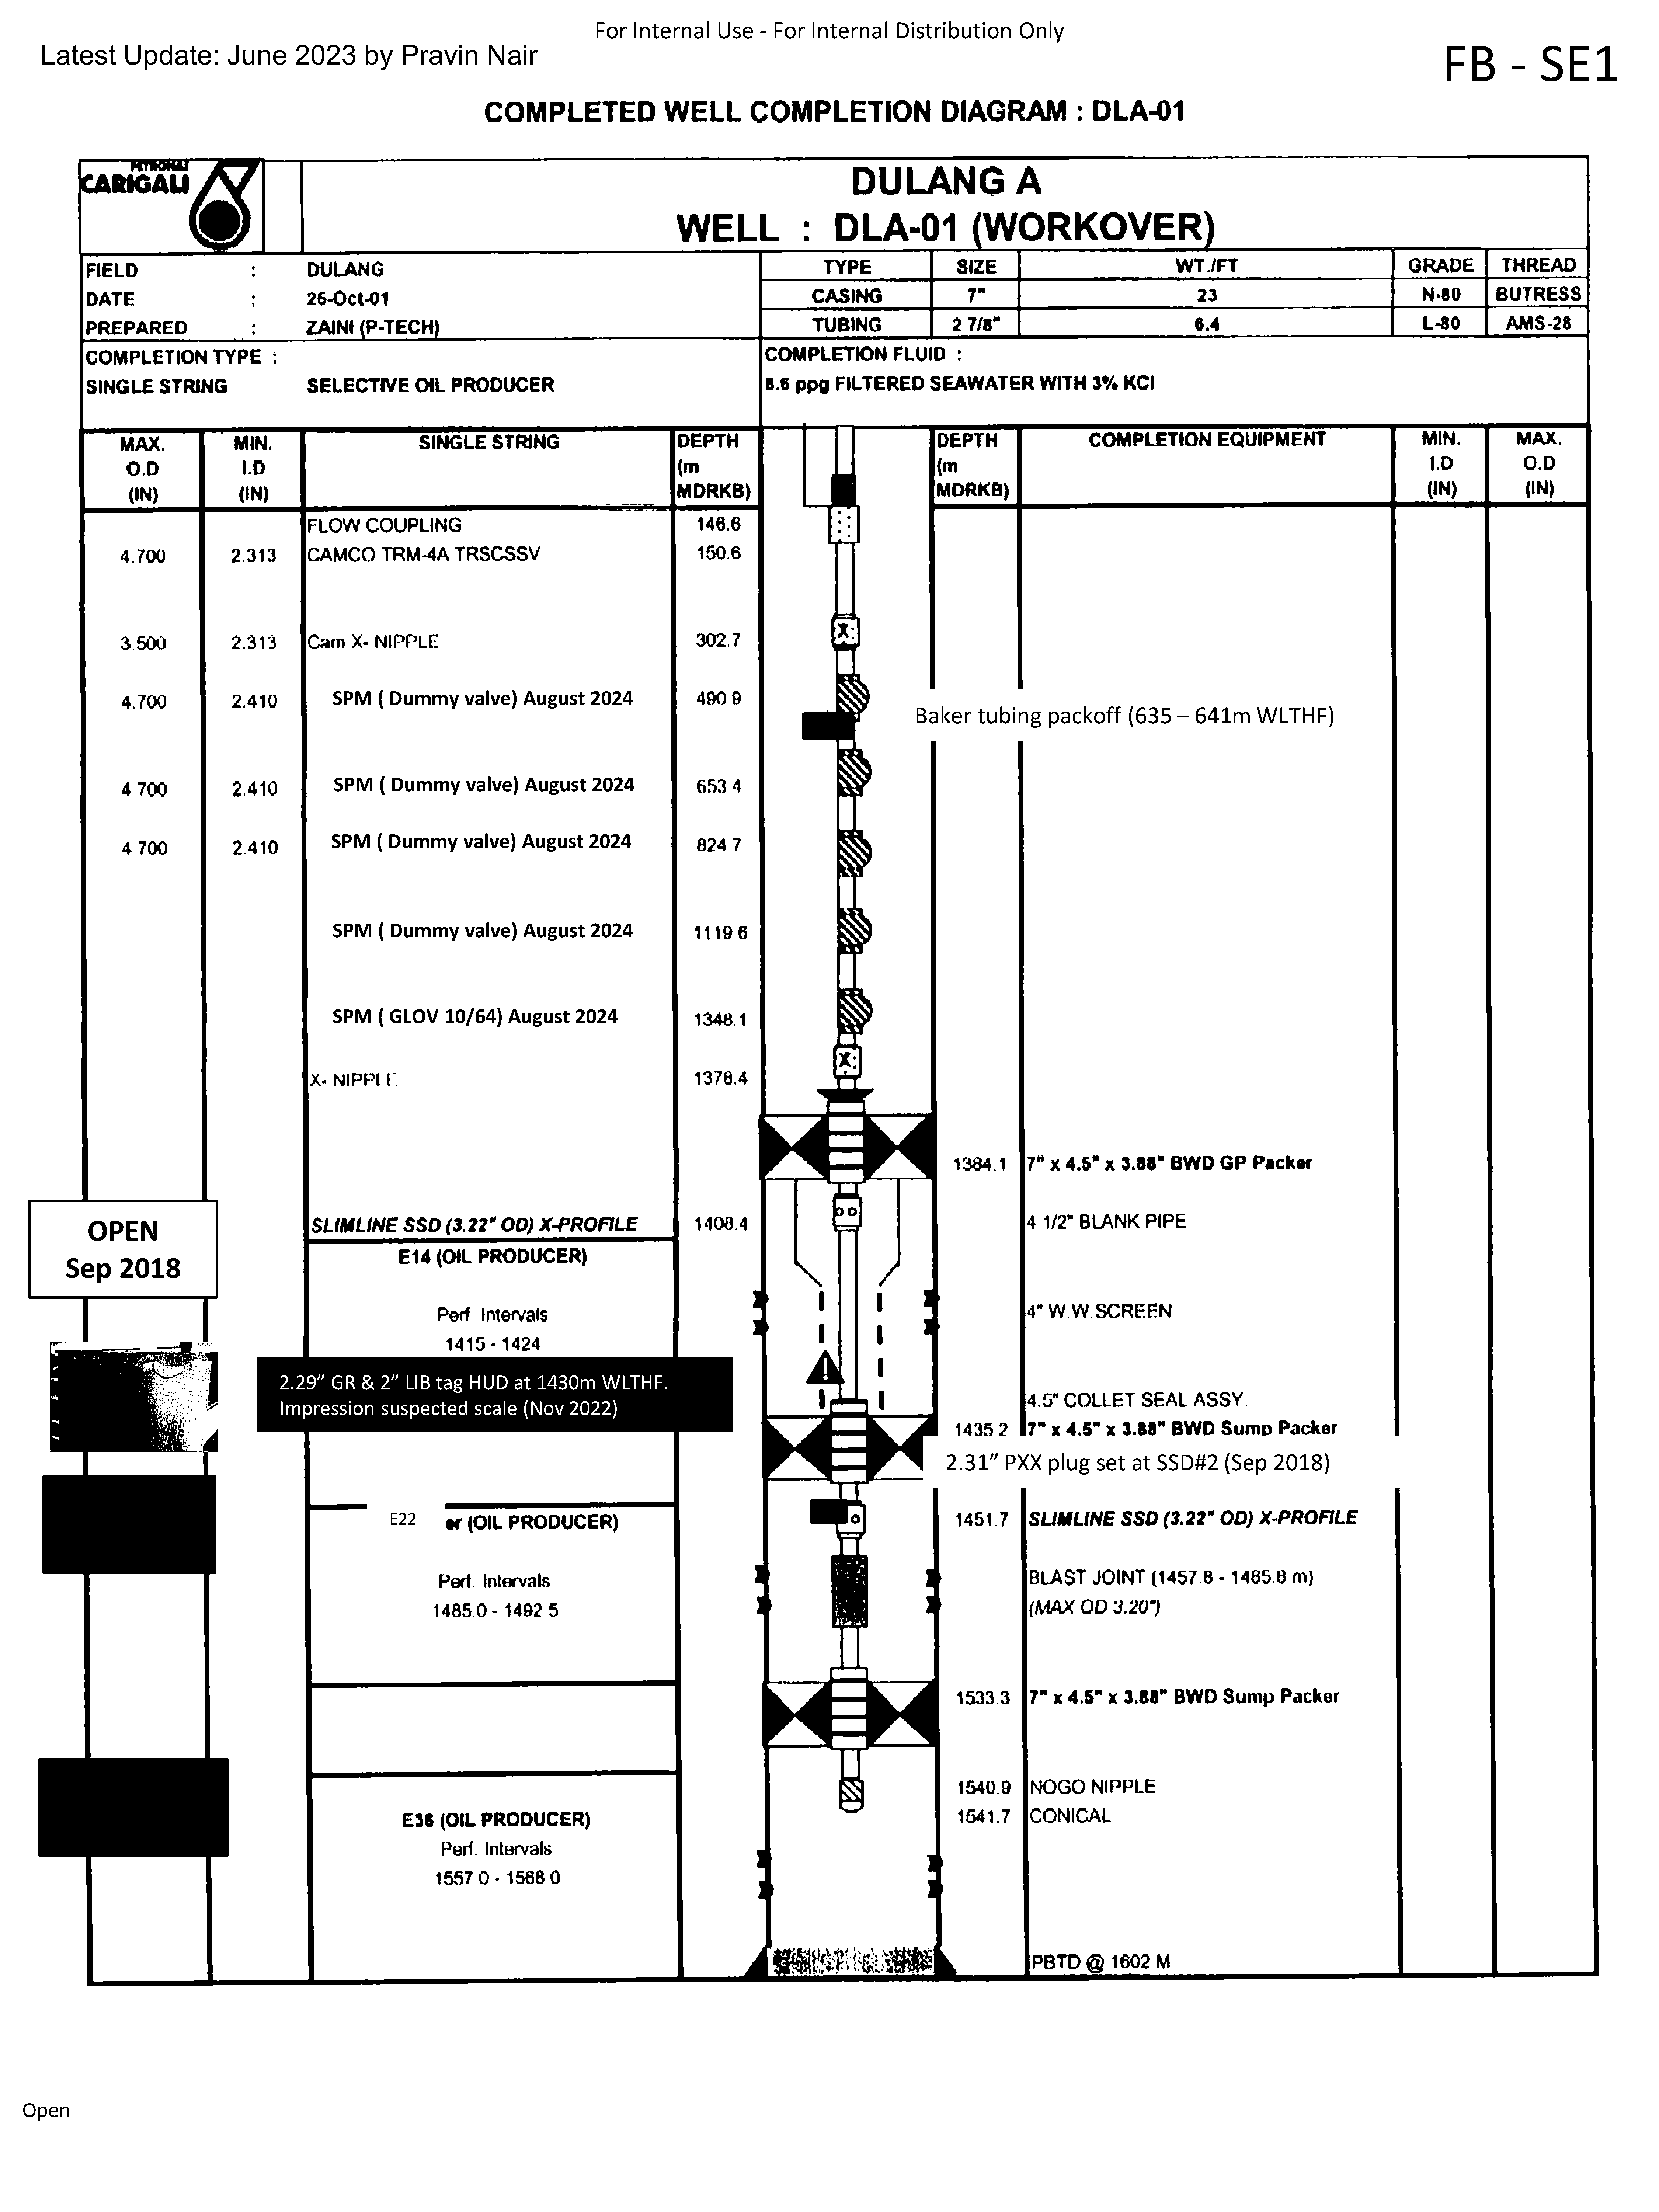 For Internal Use - For Internal Distribution Only
Latest Update: June 2023 by Pravin Nair
FB - SE1
COMPLETED WELL COMPLETION DIAGRAM : DLA-01
PETRONAS
CARIGALI
DULANG A
WELL : DLA-01 (WORKOVER)
FIELD : DULANG
DATE : 25-Oct-01
PREPARED : ZAINI (P-TECH)
TYPE SIZE WT./FT GRADE THREAD
CASING 7" 23 N-80 BUTRESS
TUBING 2 7/8" 6.4 L-80 AMS-28
COMPLETION TYPE :
SINGLE STRING SELECTIVE OIL PRODUCER
COMPLETION FLUID :
8.6 ppg FILTERED SEAWATER WITH 3% KCl
MAX. O.D (IN) MIN. I.D (IN) SINGLE STRING DEPTH (m MDRKB)
DEPTH (m MDRKB) COMPLETION EQUIPMENT MIN. I.D (IN) MAX. O.D (IN)
FLOW COUPLING 146.6
4.700 2.313 CAMCO TRM-4A TRSCSSV 150.6
3 500 2.313 Cam X- NIPPLE 302.7
X
4.700 2.410 SPM ( Dummy valve) August 2024 490 9
Baker tubing packoff (635 – 641m WLTHF)
4 700 2.410 SPM ( Dummy valve) August 2024 653 4
4.700 2.410 SPM ( Dummy valve) August 2024 824.7
SPM ( Dummy valve) August 2024 1119 6
SPM ( GLOV 10/64) August 2024 1348.1
X- NIPPLE 1378.4
X
1384.1 7" x 4.5" x 3.88" BWD GP Packer
OPEN
Sep 2018
SLIMLINE SSD (3.22" OD) X-PROFILE 1408.4
4 1/2" BLANK PIPE
E14 (OIL PRODUCER)
Perf Intervals
1415 - 1424
4" W.W.SCREEN
2.29” GR & 2” LIB tag HUD at 1430m WLTHF.
Impression suspected scale (Nov 2022)
4.5" COLLET SEAL ASSY.
1435.2 7" x 4.5" x 3.88" BWD Sump Packer
2.31” PXX plug set at SSD#2 (Sep 2018)
E22 er (OIL PRODUCER)
1451.7 SLIMLINE SSD (3.22" OD) X-PROFILE
Perf. Intervals
1485.0 - 1492 5
BLAST JOINT (1457.8 - 1485.8 m)
(MAX OD 3.20")
1533.3 7" x 4.5" x 3.88" BWD Sump Packer
1540.9 NOGO NIPPLE
1541.7 CONICAL
E36 (OIL PRODUCER)
Perf. Intervals
1557.0 - 1568.0
PBTD @ 1602 M
Open